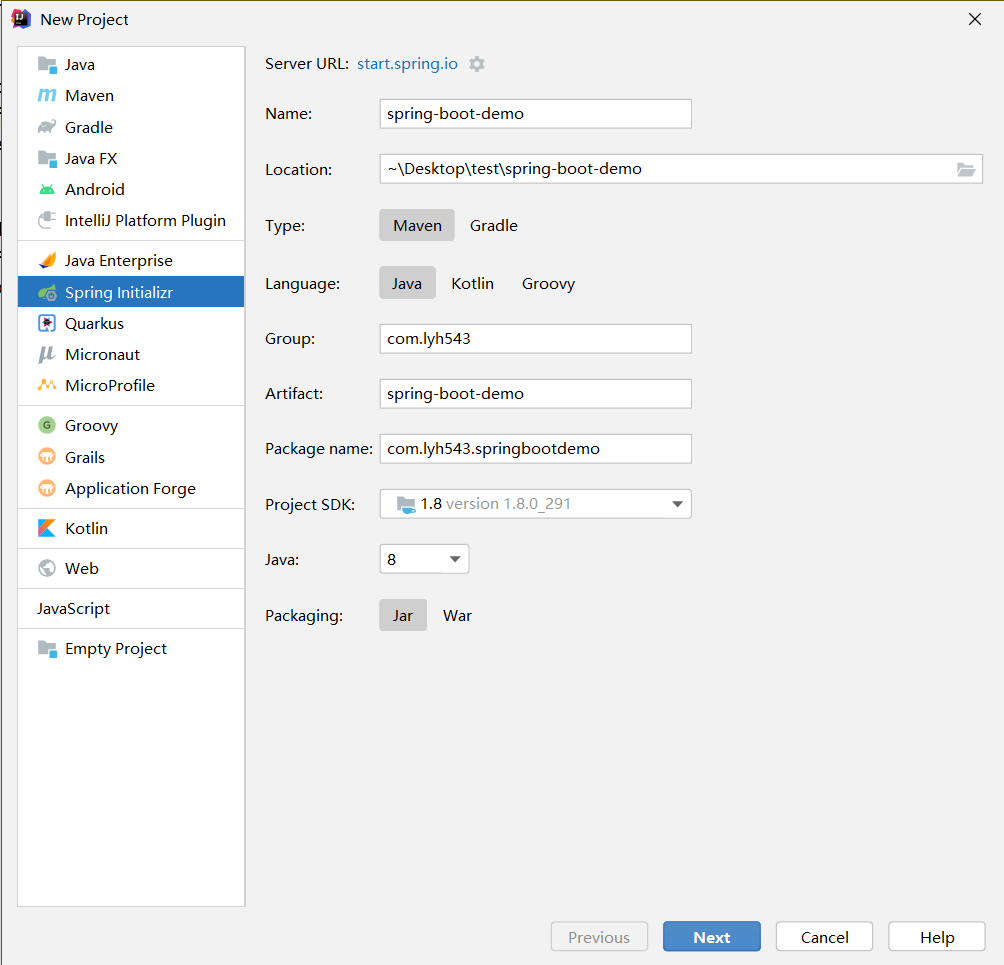 New Project
Java
Maven
Gradle
Java FX
Android
IntelliJ Platform Plugin
Java Enterprise
Spring Initializr
Quarkus
Micronaut
MicroProfile
Groovy
Grails
Application Forge
Kotlin
Web
JavaScript
Empty Project
Server URL: start.spring.io
Name: spring-boot-demo
Location: ~\Desktop\test\spring-boot-demo
Type: Maven Gradle
Language: Java Kotlin Groovy
Group: com.lyh543
Artifact: spring-boot-demo
Package name: com.lyh543.springbootdemo
Project SDK: 1.8 version 1.8.0_291
Java: 8
Packaging: Jar War
Previous Next Cancel Help